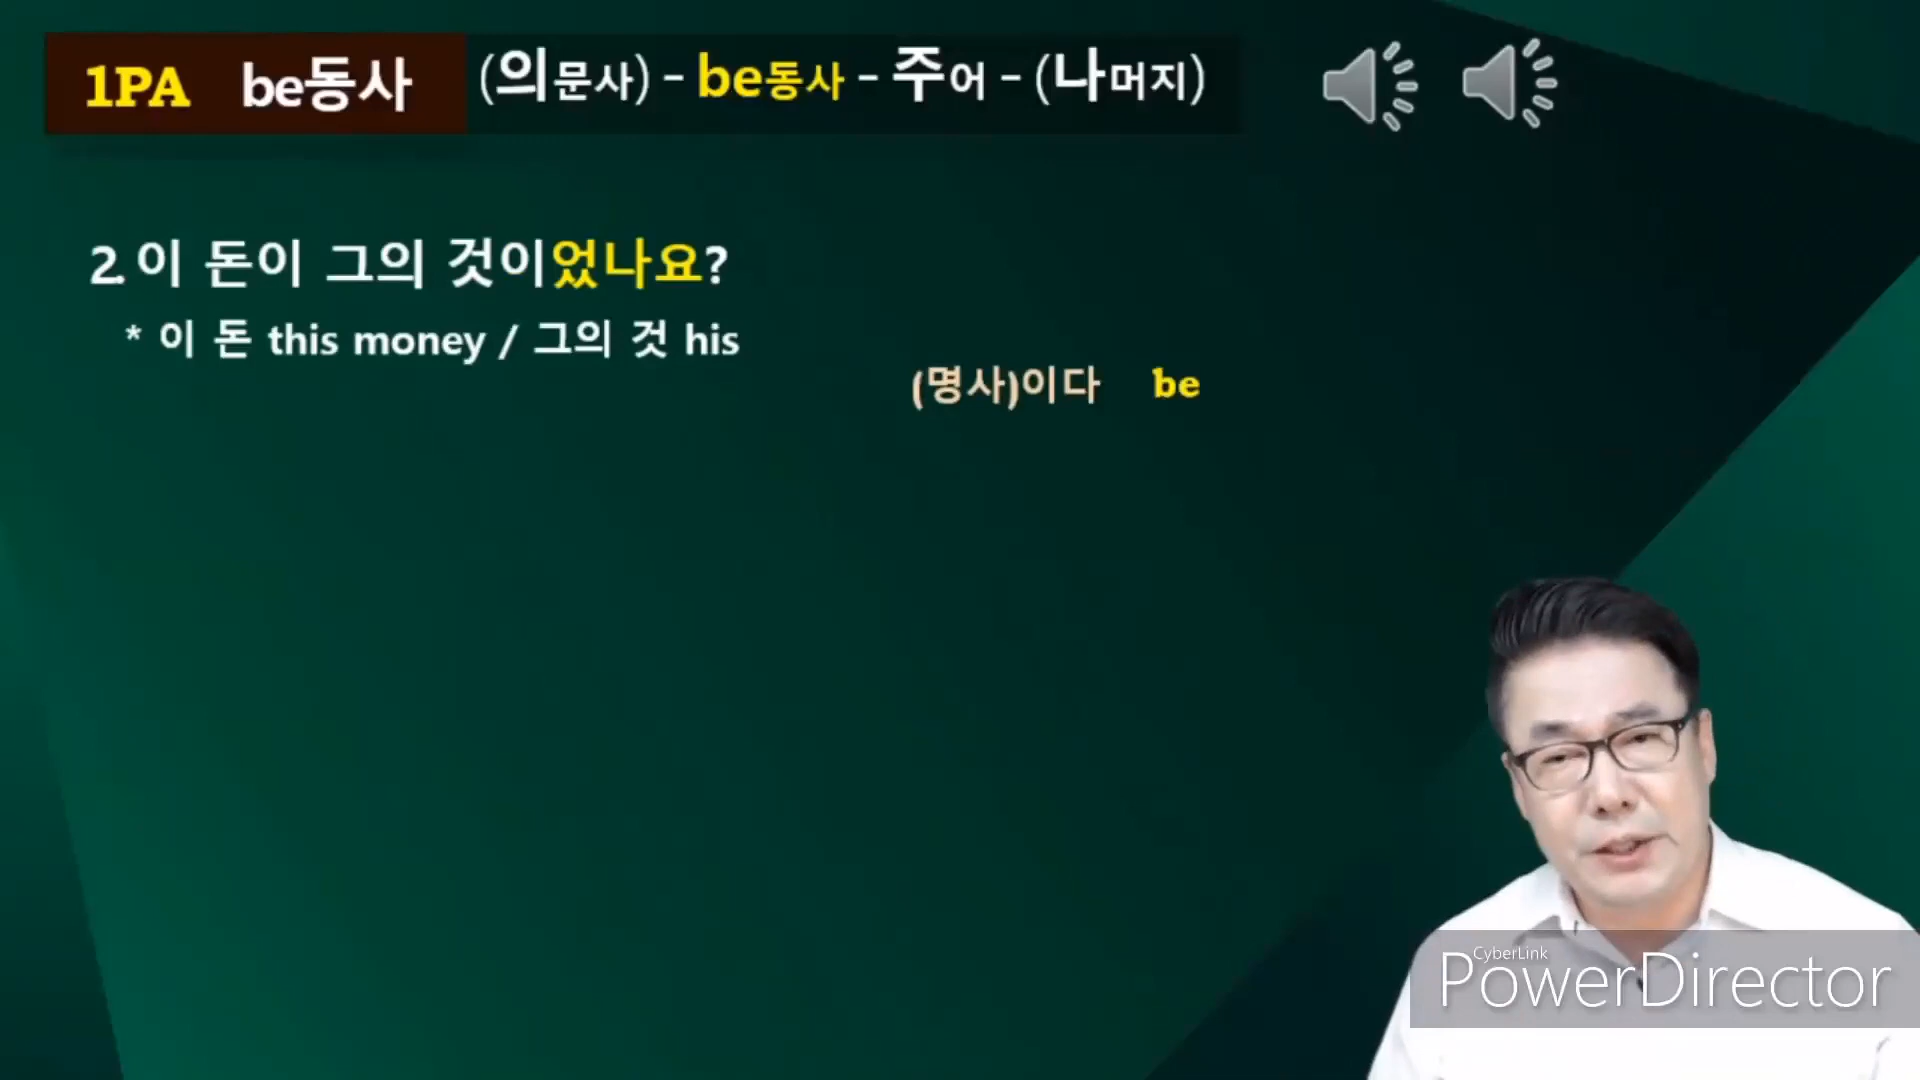 1PA be동사 (의문사) - be동사 - 주어 - (나머지)
2. 이 돈이 그의 것이었나요?
* 이 돈 this money / 그의 것 his
(명사)이다 be
CyberLink
PowerDirector